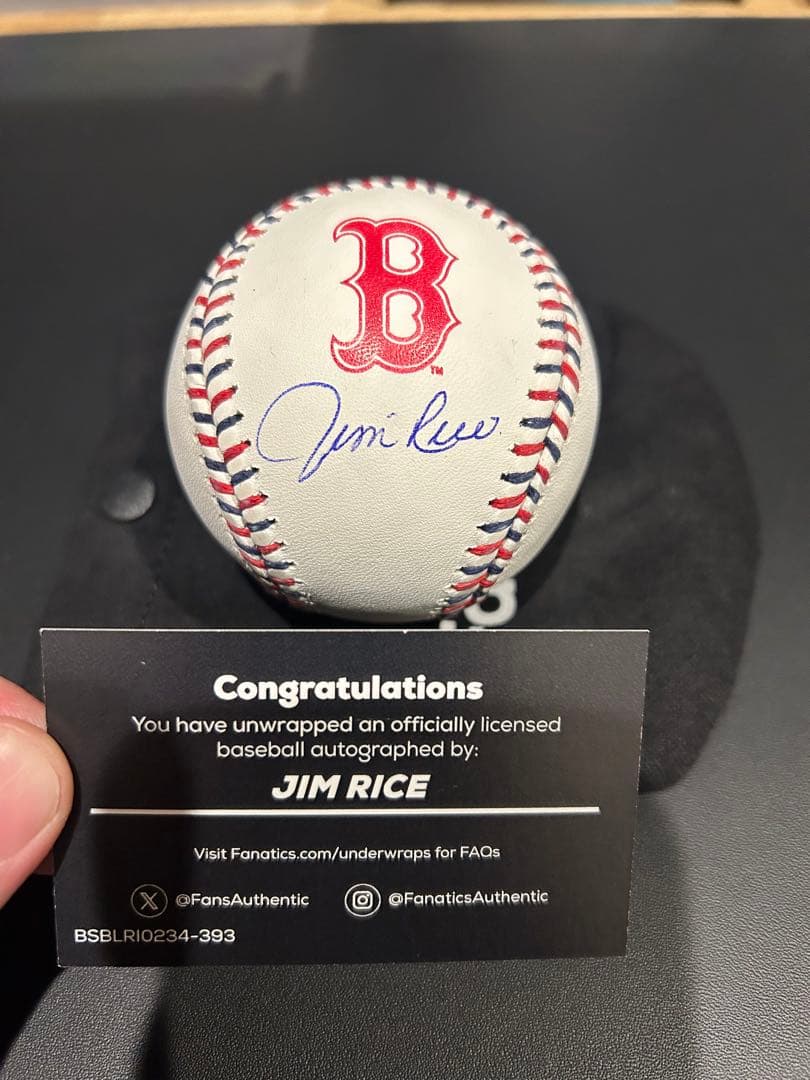 B
TM
Jim Rice
Congratulations
You have unwrapped an officially licensed
baseball autographed by:
JIM RICE
Visit Fanatics.com/underwraps for FAQs
@FansAuthentic @FanaticsAuthentic
BSBLRI0234-393